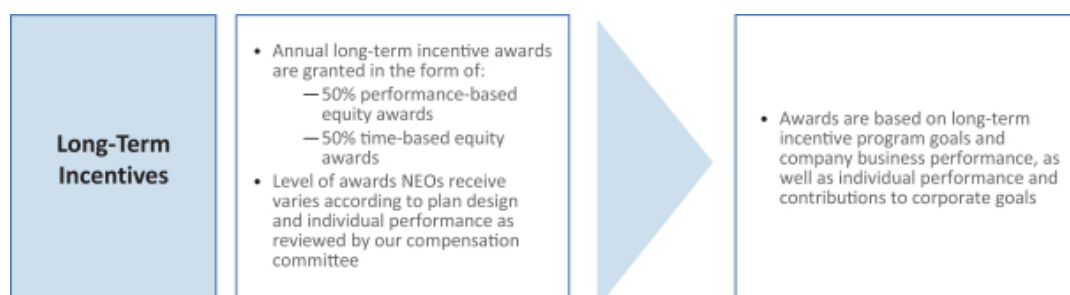 Long-Term
Incentives
• Annual long-term incentive awards
are granted in the form of:
—50% performance-based
equity awards
—50% time-based equity
awards
• Level of awards NEOs receive
varies according to plan design
and individual performance as
reviewed by our compensation
committee
• Awards are based on long-term
incentive program goals and
company business performance, as
well as individual performance and
contributions to corporate goals